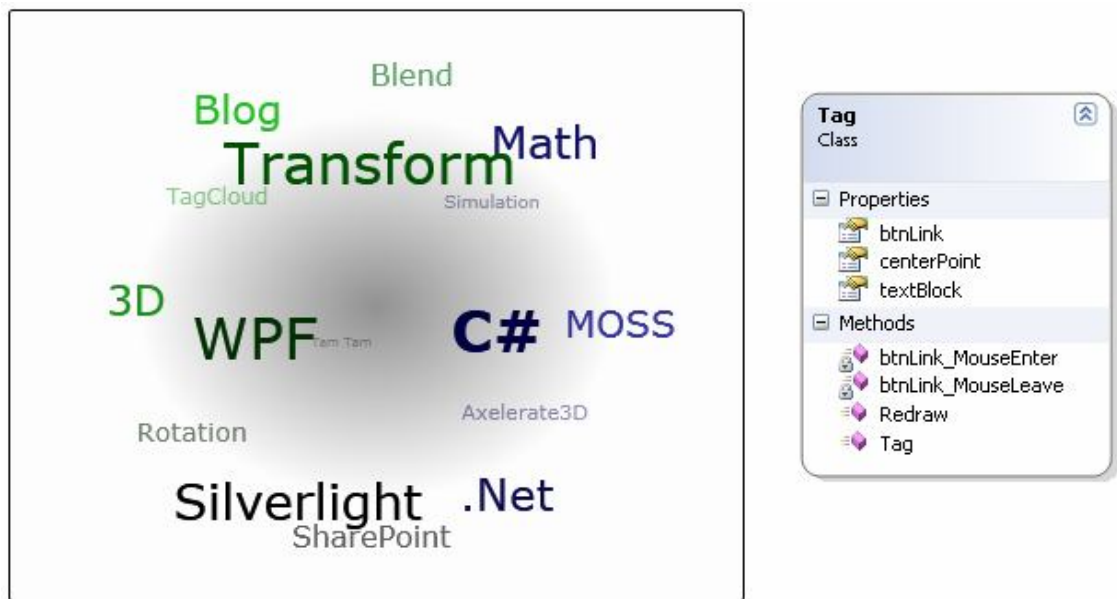 Blend
Blog
Math
Transform
TagCloud
Simulation
3D
WPF
Tam Tam
C#
MOSS
Axelerate3D
Rotation
Silverlight
.Net
SharePoint
Tag
Class
Properties
btnLink
centerPoint
textBlock
Methods
btnLink_MouseEnter
btnLink_MouseLeave
Redraw
Tag